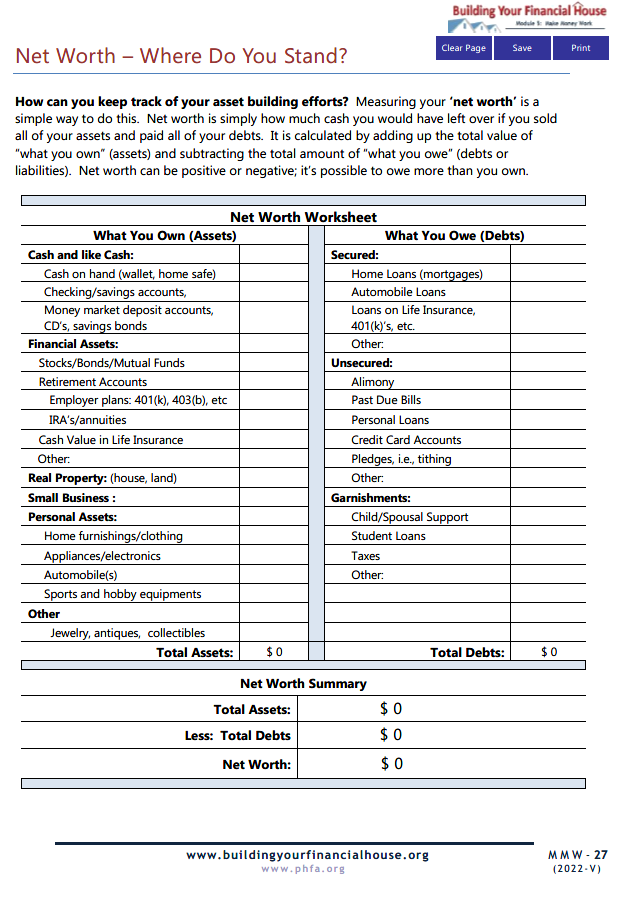 Building Your Financial House
Module 5: Make Money Work
Clear Page
Save
Print
Net Worth – Where Do You Stand?
How can you keep track of your asset building efforts? Measuring your ‘net worth’ is a
simple way to do this. Net worth is simply how much cash you would have left over if you sold
all of your assets and paid all of your debts. It is calculated by adding up the total value of
“what you own” (assets) and subtracting the total amount of “what you owe” (debts or
liabilities). Net worth can be positive or negative; it’s possible to owe more than you own.
Net Worth Worksheet
What You Own (Assets)
Cash and like Cash:
Cash on hand (wallet, home safe)
Checking/savings accounts,
Money market deposit accounts,
CD’s, savings bonds
Financial Assets:
Stocks/Bonds/Mutual Funds
Retirement Accounts
Employer plans: 401(k), 403(b), etc
IRA’s/annuities
Cash Value in Life Insurance
Other:
Real Property: (house, land)
Small Business :
Personal Assets:
Home furnishings/clothing
Appliances/electronics
Automobile(s)
Sports and hobby equipments
Other
Jewelry, antiques, collectibles
Total Assets: $ 0
What You Owe (Debts)
Secured:
Home Loans (mortgages)
Automobile Loans
Loans on Life Insurance,
401(k)’s, etc.
Other:
Unsecured:
Alimony
Past Due Bills
Personal Loans
Credit Card Accounts
Pledges, i.e., tithing
Other:
Garnishments:
Child/Spousal Support
Student Loans
Taxes
Other:
Total Debts: $ 0
Net Worth Summary
Total Assets: $ 0
Less: Total Debts $ 0
Net Worth: $ 0
www.buildingyourfinancialhouse.org
www.phfa.org
MMW - 27
(2022-V)